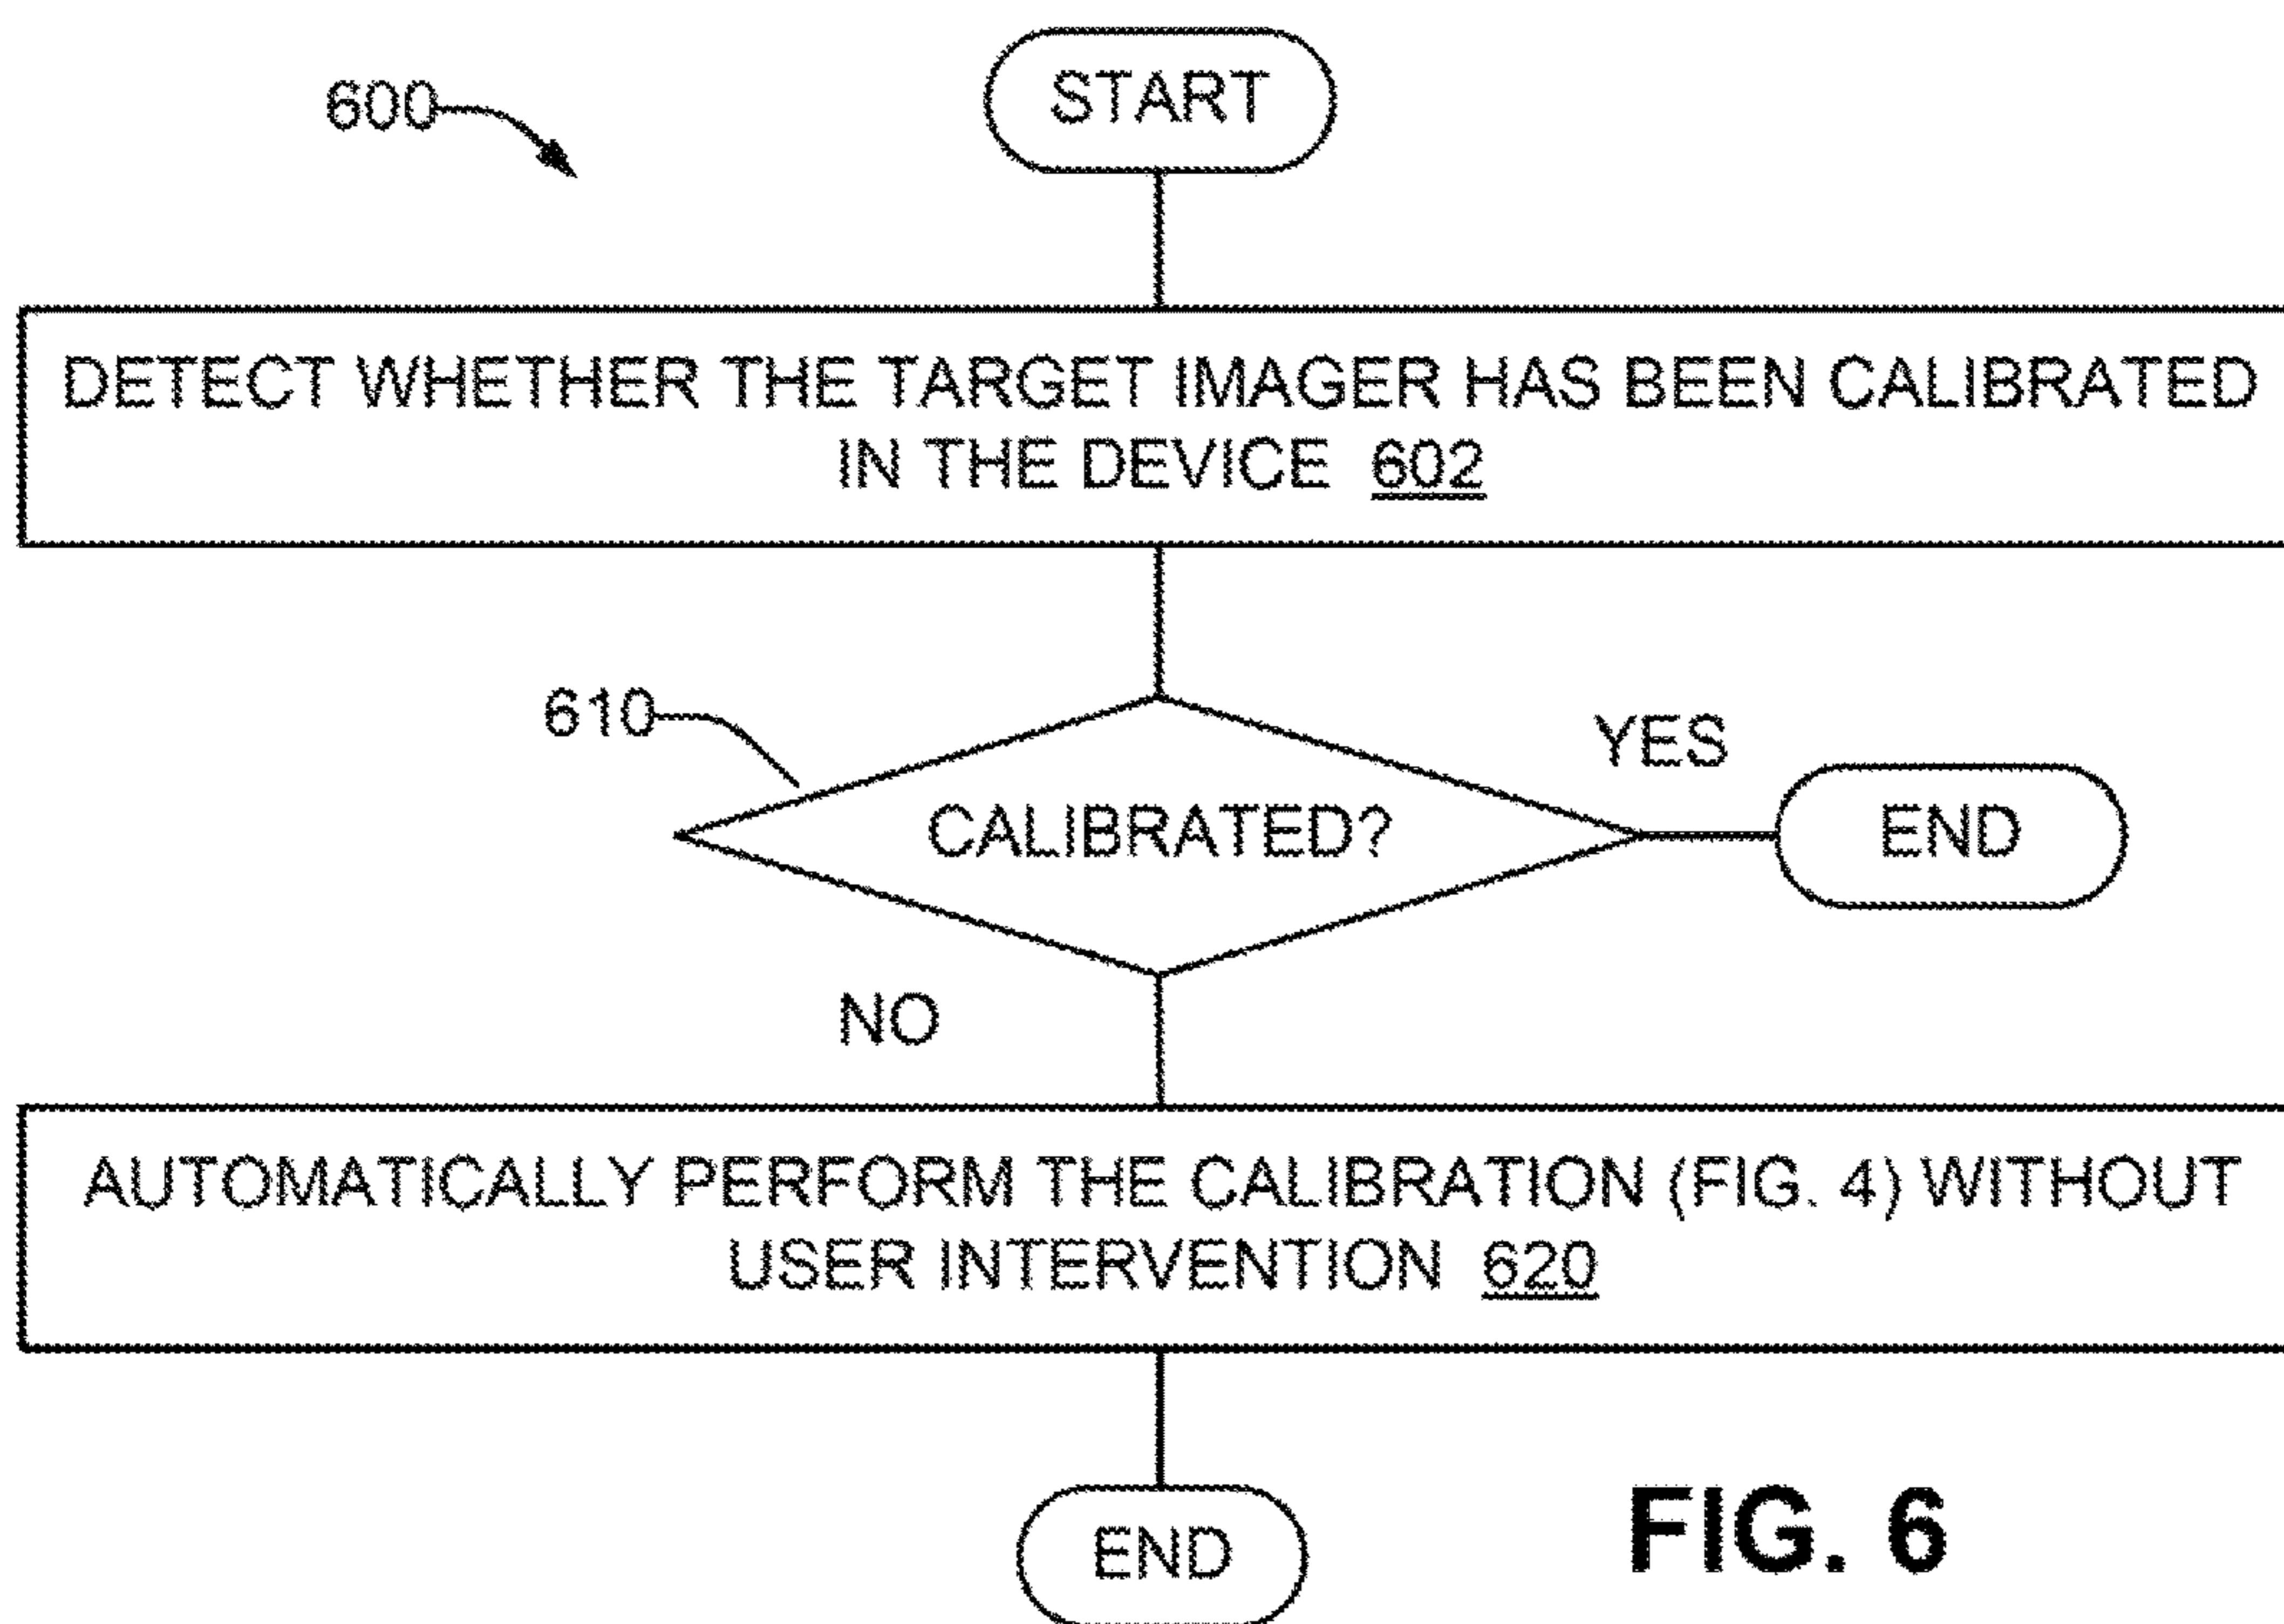 600
START
DETECT WHETHER THE TARGET IMAGER HAS BEEN CALIBRATED
IN THE DEVICE 602
610
YES
CALIBRATED?
END
NO
AUTOMATICALLY PERFORM THE CALIBRATION (FIG. 4) WITHOUT
USER INTERVENTION 620
END
FIG. 6